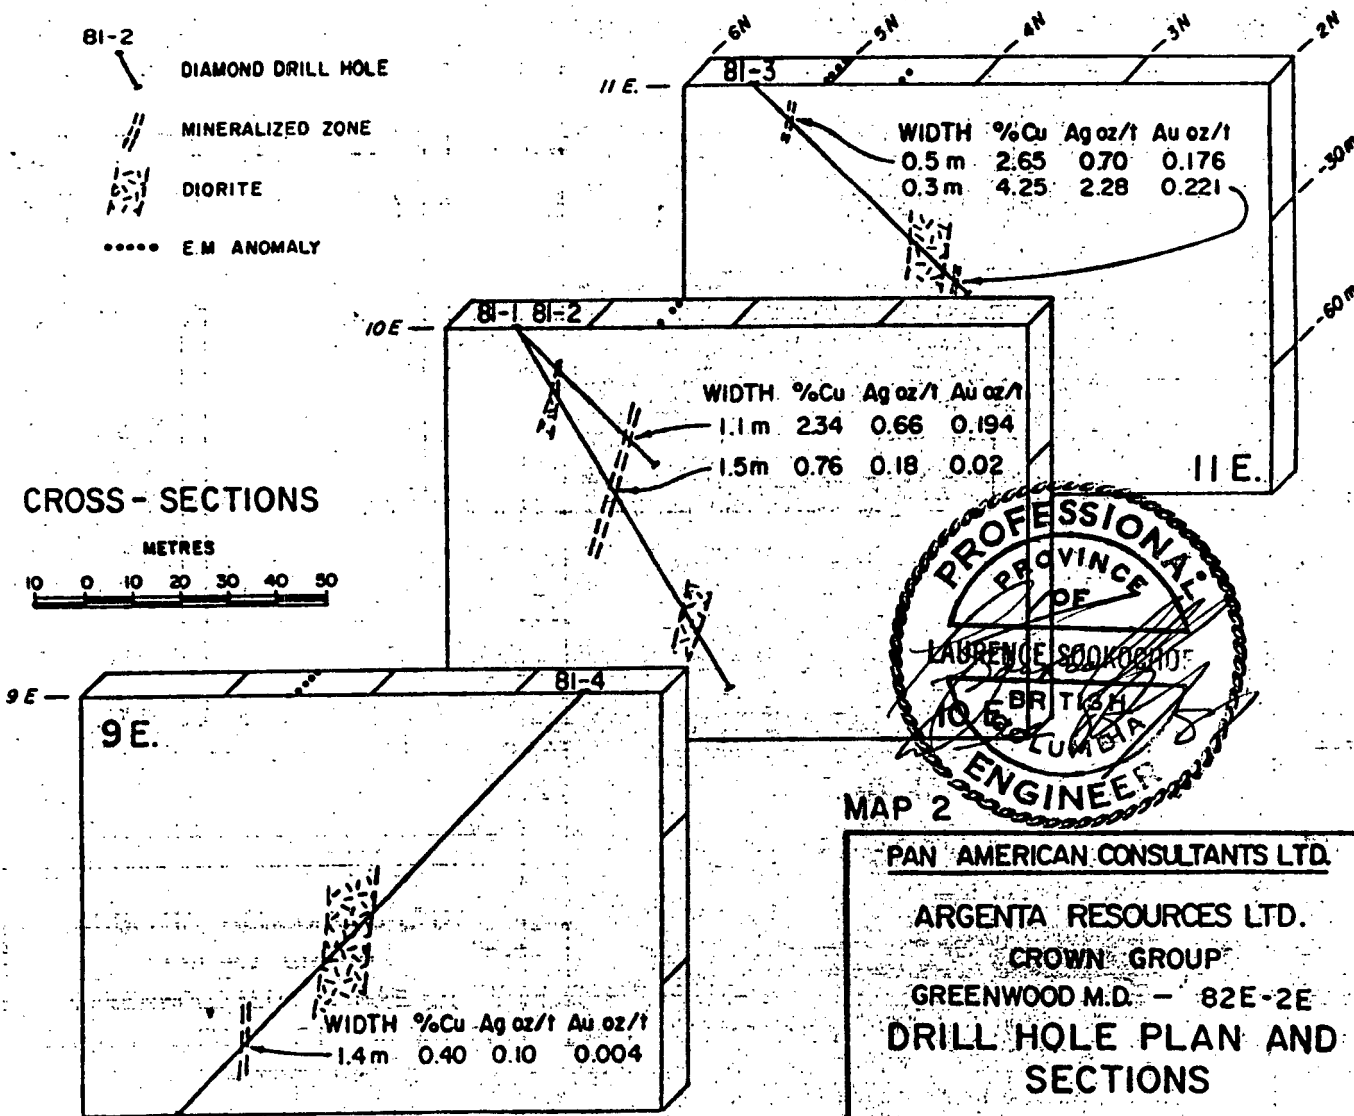 81-2
DIAMOND DRILL HOLE
MINERALIZED ZONE
DIORITE
E.M ANOMALY
6N
5N
4N
3N
2N
11 E.
81-3
WIDTH %Cu Ag oz/t Au oz/t
0.5 m 2.65 0.70 0.176
0.3 m 4.25 2.28 0.221
-30m
-60m
11 E.
10 E
81-1 81-2
WIDTH %Cu Ag oz/t Au oz/t
1.1 m 2.34 0.66 0.194
1.5m 0.76 0.18 0.02
10 E.
CROSS - SECTIONS
METRES
10 0 10 20 30 40 50
9 E
81-4
9 E.
WIDTH %Cu Ag oz/t Au oz/t
1.4 m 0.40 0.10 0.004
PROFESSIONAL
PROVINCE
OF
LAURENCE
BRITISH
COLUMBIA
ENGINEER
MAP 2
PAN AMERICAN CONSULTANTS LTD.
ARGENTA RESOURCES LTD.
CROWN GROUP
GREENWOOD M.D. - 82E-2E
DRILL HOLE PLAN AND
SECTIONS